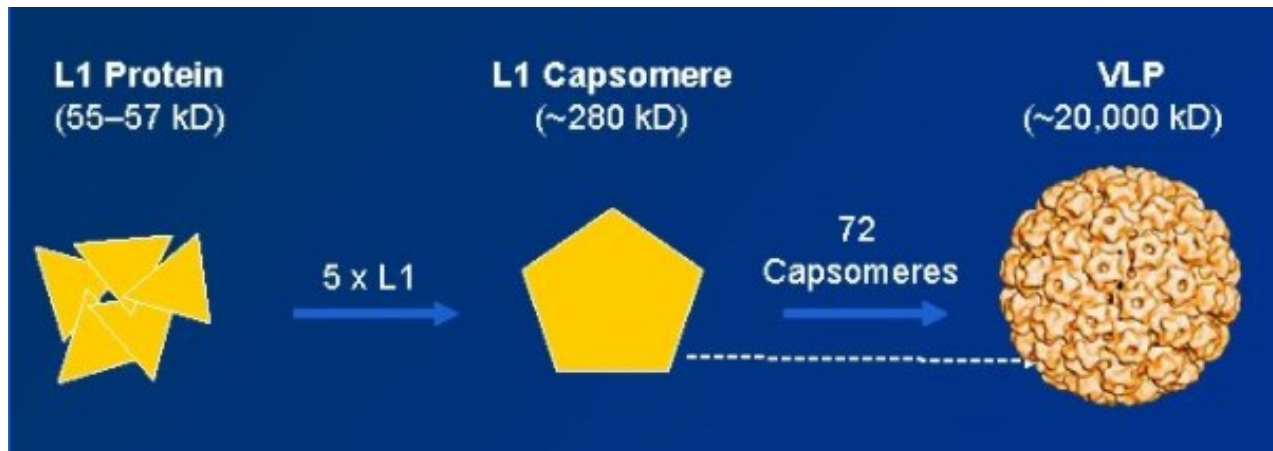 L1 Protein
(55–57 kD)
L1 Capsomere
(~280 kD)
VLP
(~20,000 kD)
5 x L1
72
Capsomeres